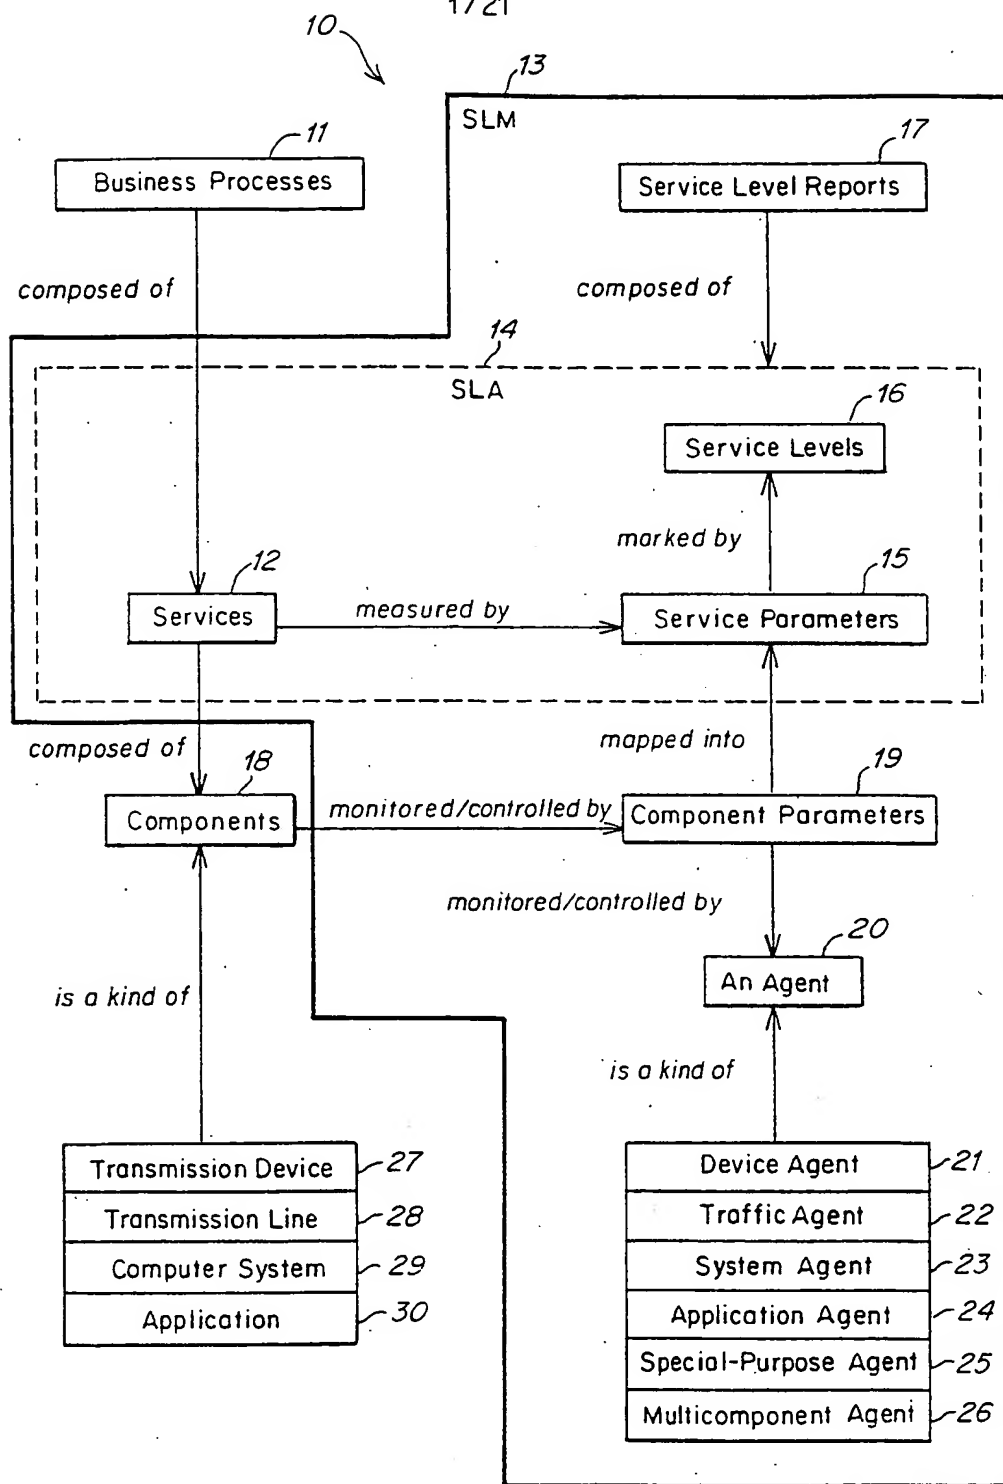 1/21
10
13
SLM
11
Business Processes
17
Service Level Reports
composed of
composed of
14
SLA
16
Service Levels
marked by
12
Services
measured by
15
Service Parameters
composed of
mapped into
18
Components
monitored/controlled by
19
Component Parameters
monitored/controlled by
20
An Agent
is a kind of
is a kind of
Transmission Device 27
Transmission Line 28
Computer System 29
Application 30
Device Agent 21
Traffic Agent 22
System Agent 23
Application Agent 24
Special-Purpose Agent 25
Multicomponent Agent 26